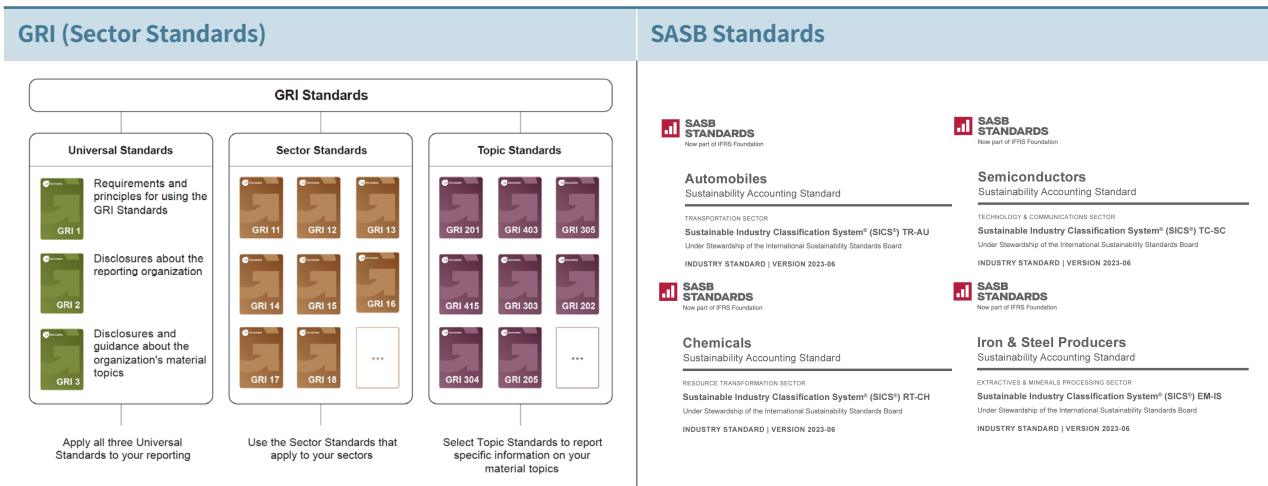 GRI (Sector Standards)
GRI Standards
Universal Standards
GRI 1
Requirements and
principles for using the
GRI Standards
GRI 2
Disclosures about the
reporting organization
GRI 3
Disclosures and
guidance about the
organization's material
topics
Apply all three Universal
Standards to your reporting
Sector Standards
GRI 11 GRI 12 GRI 13
GRI 14 GRI 15 GRI 16
GRI 17 GRI 18 ...
Use the Sector Standards that
apply to your sectors
Topic Standards
GRI 201 GRI 403 GRI 305
GRI 415 GRI 303 GRI 202
GRI 304 GRI 205 ...
Select Topic Standards to report
specific information on your
material topics
SASB Standards
SASB
STANDARDS
Now part of IFRS Foundation
Automobiles
Sustainability Accounting Standard
TRANSPORTATION SECTOR
Sustainable Industry Classification System® (SICS®) TR-AU
Under Stewardship of the International Sustainability Standards Board
INDUSTRY STANDARD | VERSION 2023-06
SASB
STANDARDS
Now part of IFRS Foundation
Semiconductors
Sustainability Accounting Standard
TECHNOLOGY & COMMUNICATIONS SECTOR
Sustainable Industry Classification System® (SICS®) TC-SC
Under Stewardship of the International Sustainability Standards Board
INDUSTRY STANDARD | VERSION 2023-06
SASB
STANDARDS
Now part of IFRS Foundation
Chemicals
Sustainability Accounting Standard
RESOURCE TRANSFORMATION SECTOR
Sustainable Industry Classification System® (SICS®) RT-CH
Under Stewardship of the International Sustainability Standards Board
INDUSTRY STANDARD | VERSION 2023-06
SASB
STANDARDS
Now part of IFRS Foundation
Iron & Steel Producers
Sustainability Accounting Standard
EXTRACTIVES & MINERALS PROCESSING SECTOR
Sustainable Industry Classification System® (SICS®) EM-IS
Under Stewardship of the International Sustainability Standards Board
INDUSTRY STANDARD | VERSION 2023-06